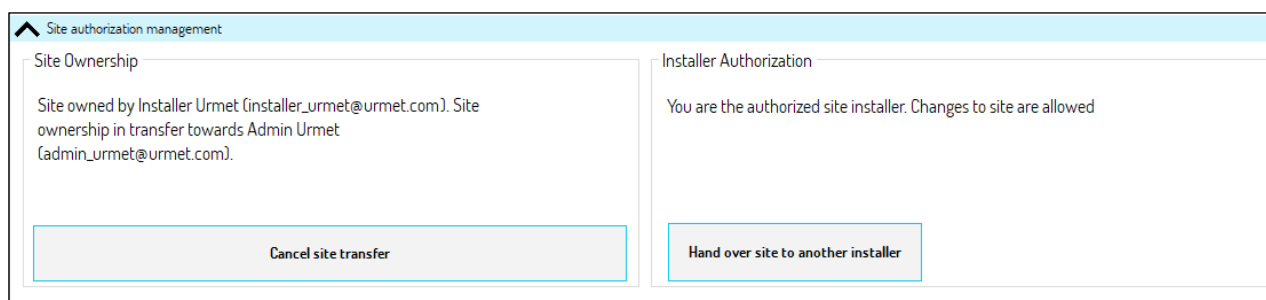 Site authorization management
Site Ownership
Site owned by Installer Urmet (installer_urmet@urmet.com). Site
ownership in transfer towards Admin Urmet
(admin_urmet@urmet.com).
Cancel site transfer
Installer Authorization
You are the authorized site installer. Changes to site are allowed
Hand over site to another installer